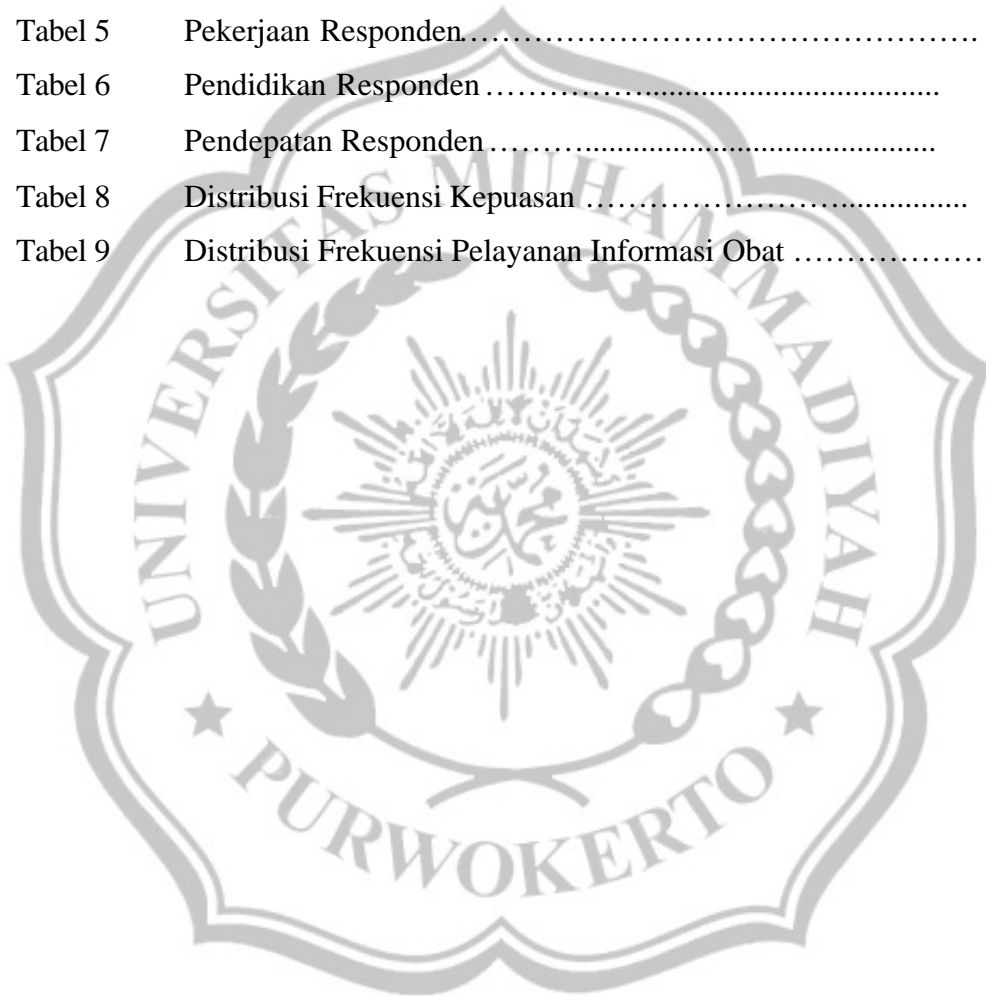 Tabel 5 Pekerjaan Responden……………………………………………….
Tabel 6 Pendidikan Responden ……………......................................
Tabel 7 Pendepatan Responden ………............................................
Tabel 8 Distribusi Frekuensi Kepuasan ……………………................
Tabel 9 Distribusi Frekuensi Pelayanan Informasi Obat ………………
UNIVERSITAS MUHAMMADIYAH
PURWOKERTO